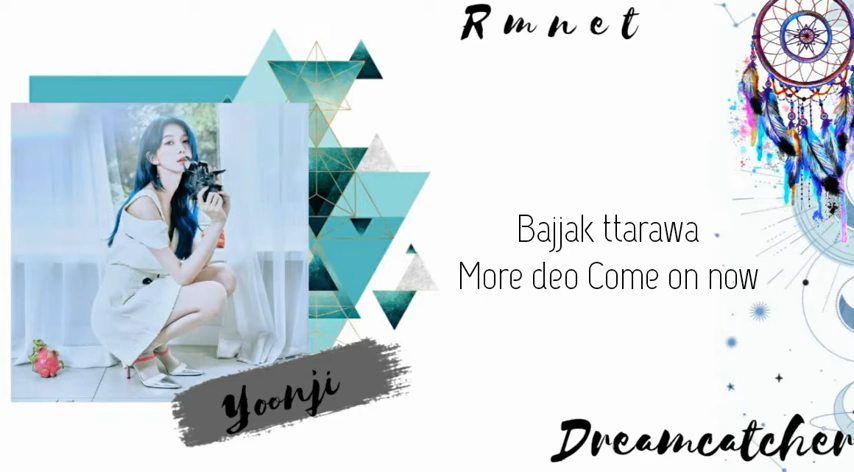 Rmnet
Bajjak ttarawa
More deo Come on now
Yoonji
Dreamcatcher